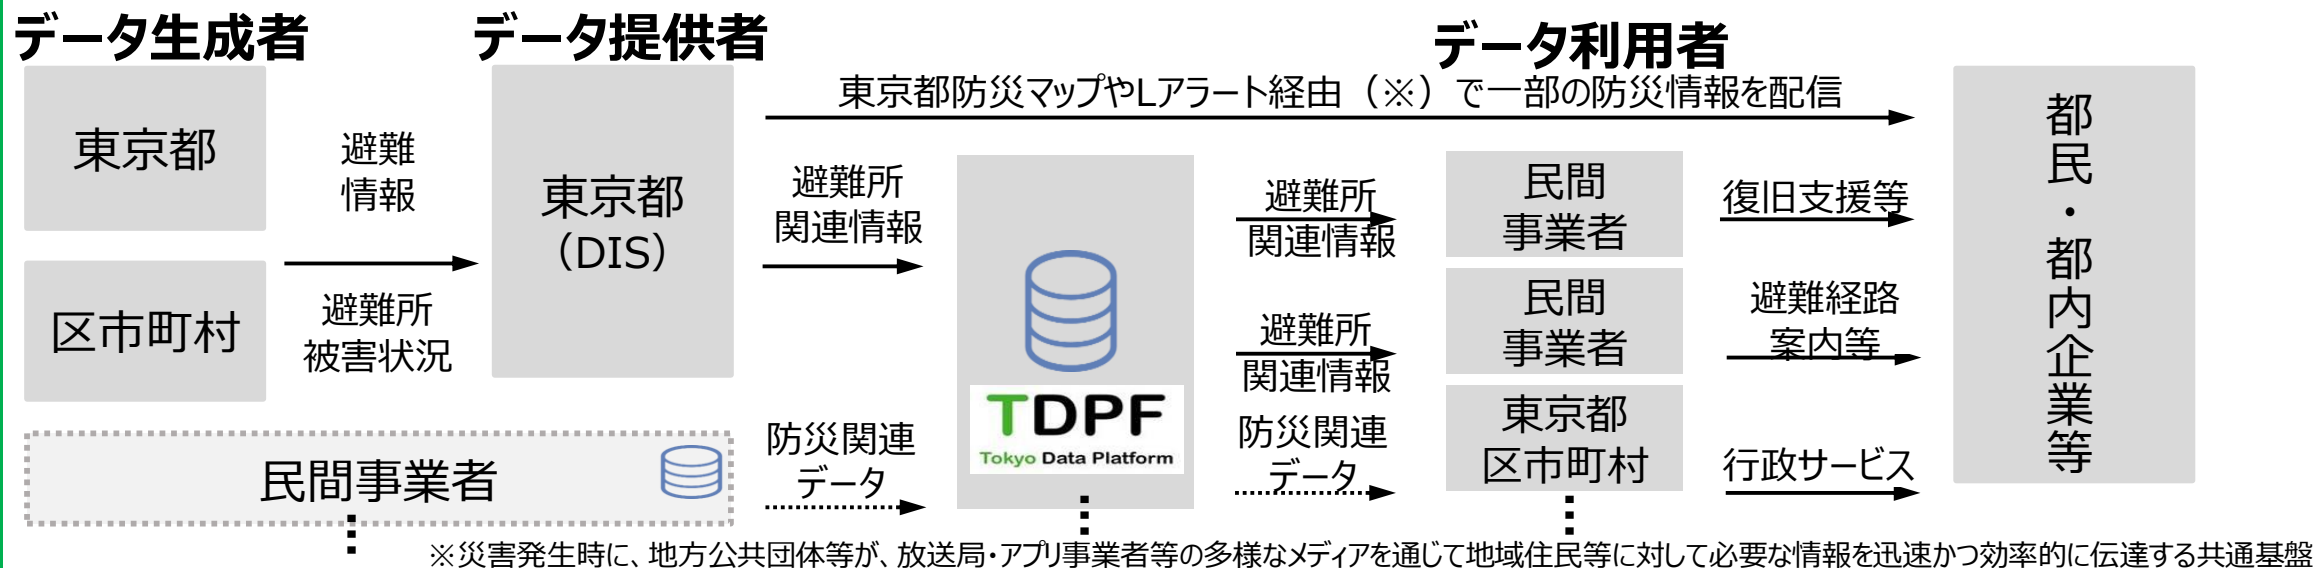 データ生成者
データ提供者
データ利用者
東京都防災マップやLアラート経由（※）で一部の防災情報を配信
東京都
区市町村
避難
情報
避難所
被害状況
東京都
（DIS）
民間事業者
避難所
関連情報
防災関連
データ
TDPF
Tokyo Data Platform
避難所
関連情報
避難所
関連情報
防災関連
データ
民間
事業者
民間
事業者
東京都
区市町村
復旧支援等
避難経路
案内等
行政サービス
都民・都内企業等
※災害発生時に、地方公共団体等が、放送局・アプリ事業者等の多様なメディアを通じて地域住民等に対して必要な情報を迅速かつ効率的に伝達する共通基盤